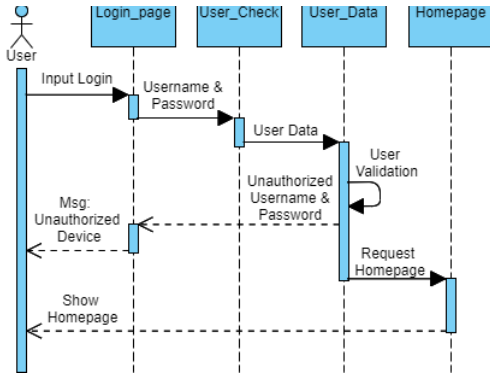 Login_page
User_Check
User_Data
Homepage
User
Input Login
Username &
Password
User Data
User
Validation
Unauthorized
Username &
Password
Msg:
Unauthorized
Device
Request
Homepage
Show
Homepage